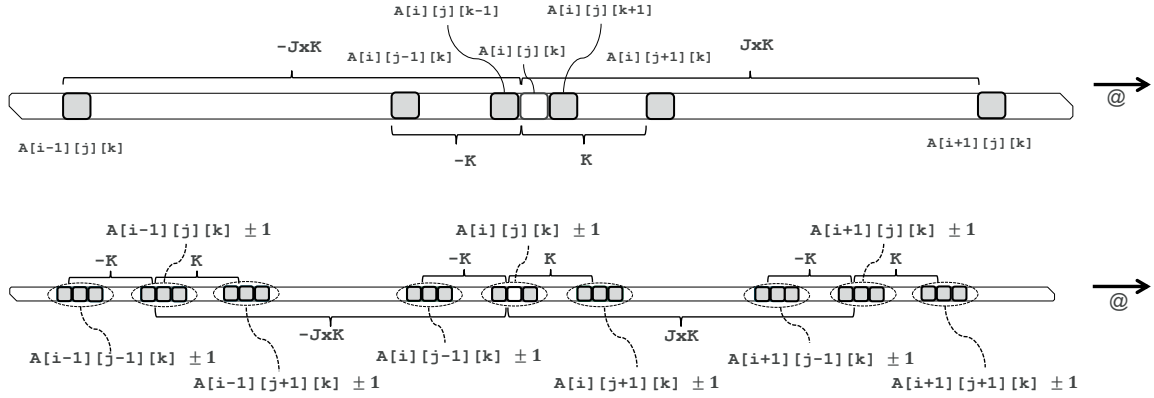 A[i][j][k-1] A[i][j][k+1]
-JxK A[i][j-1][k] A[i][j][k] A[i][j+1][k] JxK
@
A[i-1][j][k] -K K A[i+1][j][k]
A[i-1][j][k] ±1 A[i][j][k] ±1 A[i+1][j][k] ±1
-K K -K K -K K
@
-JxK JxK
A[i-1][j-1][k] ±1 A[i][j-1][k] ±1 A[i+1][j-1][k] ±1
A[i-1][j+1][k] ±1 A[i][j+1][k] ±1 A[i+1][j+1][k] ±1